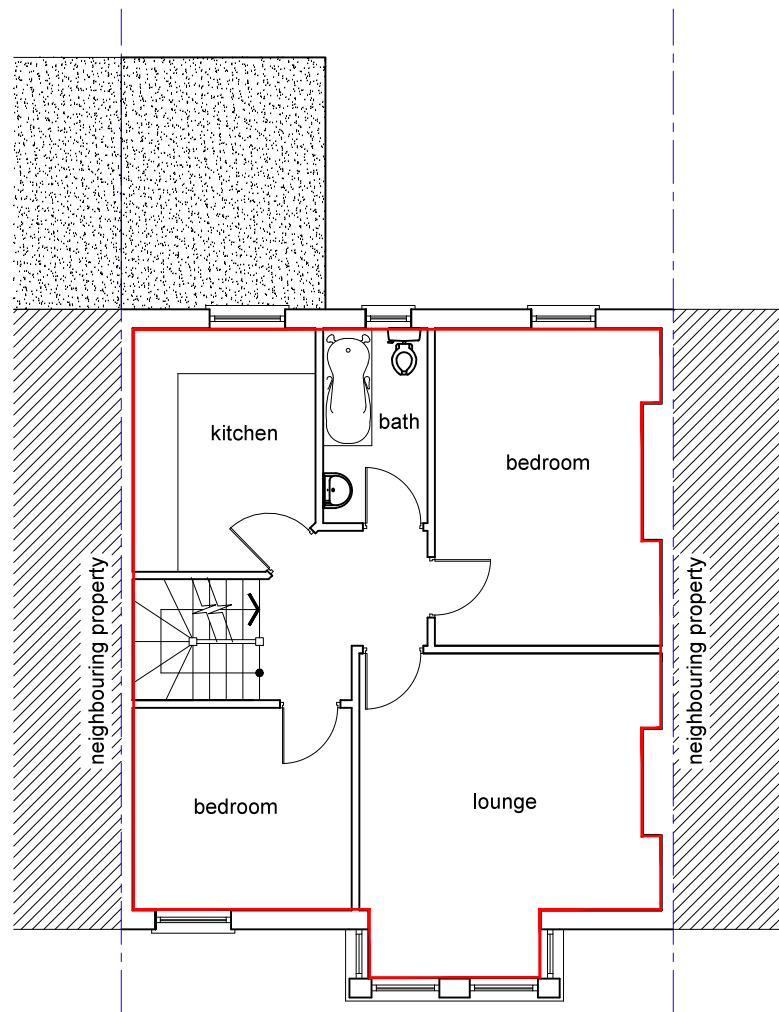 kitchen
bath
bedroom
neighbouring property
neighbouring property
bedroom
lounge